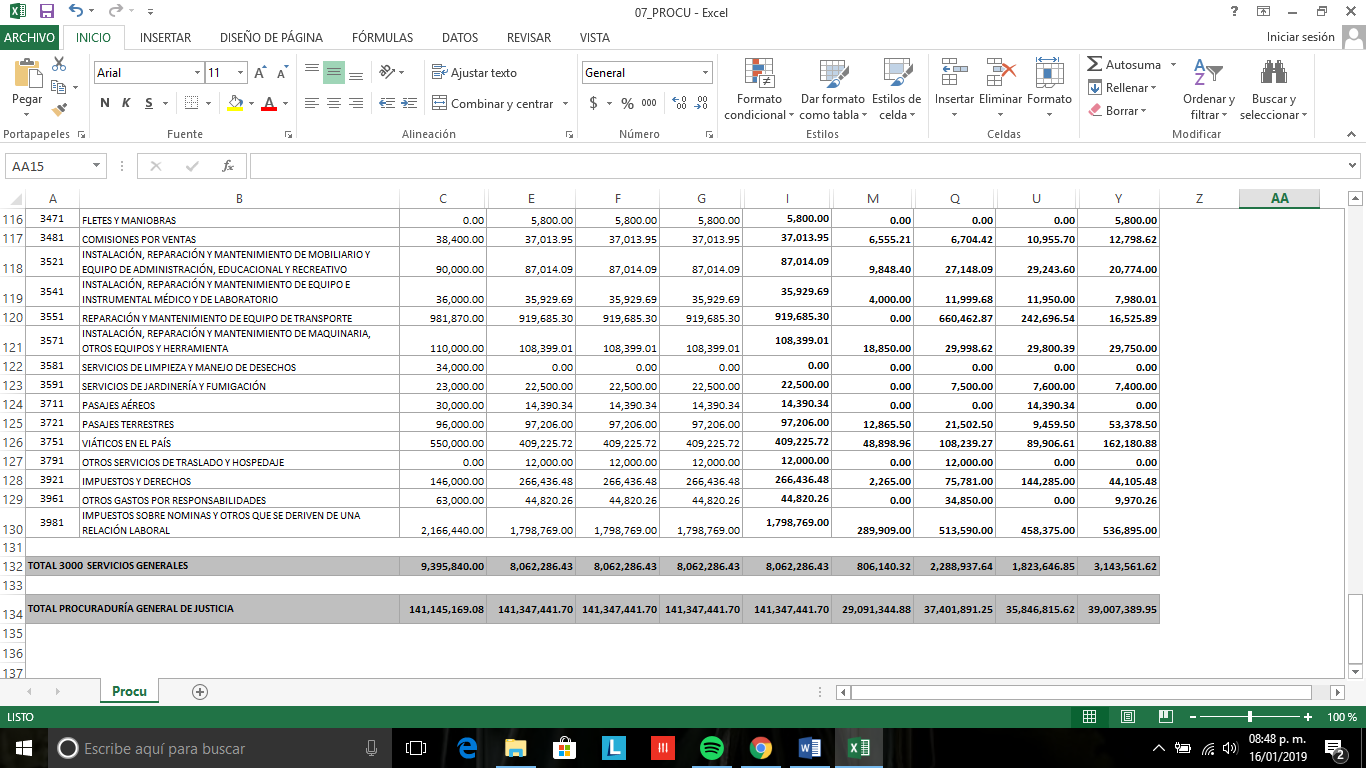 07_PROCU - Excel
ARCHIVO INICIO INSERTAR DISEÑO DE PÁGINA FÓRMULAS DATOS REVISAR VISTA Iniciar sesión
Arial 11 Ajustar texto General Autosuma
Rellenar
Pegar N K S Combinar y centrar $ % 000 Formato condicional Dar formato como tabla Estilos de celda Insertar Eliminar Formato Borrar Ordenar y filtrar Buscar y seleccionar
Portapapeles Fuente Alineación Número Estilos Celdas Modificar
AA15 fx
A B C E F G I M Q U Y Z AA
116 3471 FLETES Y MANIOBRAS 0.00 5,800.00 5,800.00 5,800.00 5,800.00 0.00 0.00 0.00 5,800.00
117 3481 COMISIONES POR VENTAS 38,400.00 37,013.95 37,013.95 37,013.95 37,013.95 6,555.21 6,704.42 10,955.70 12,798.62
3521 INSTALACIÓN, REPARACIÓN Y MANTENIMIENTO DE MOBILIARIO Y
118 EQUIPO DE ADMINISTRACIÓN, EDUCACIONAL Y RECREATIVO 90,000.00 87,014.09 87,014.09 87,014.09 87,014.09 9,848.40 27,148.09 29,243.60 20,774.00
3541 INSTALACIÓN, REPARACIÓN Y MANTENIMIENTO DE EQUIPO E
119 INSTRUMENTAL MÉDICO Y DE LABORATORIO 36,000.00 35,929.69 35,929.69 35,929.69 35,929.69 4,000.00 11,999.68 11,950.00 7,980.01
120 3551 REPARACIÓN Y MANTENIMIENTO DE EQUIPO DE TRANSPORTE 981,870.00 919,685.30 919,685.30 919,685.30 919,685.30 0.00 660,462.87 242,696.54 16,525.89
3571 INSTALACIÓN, REPARACIÓN Y MANTENIMIENTO DE MAQUINARIA,
121 OTROS EQUIPOS Y HERRAMIENTA 110,000.00 108,399.01 108,399.01 108,399.01 108,399.01 18,850.00 29,998.62 29,800.39 29,750.00
122 3581 SERVICIOS DE LIMPIEZA Y MANEJO DE DESECHOS 34,000.00 0.00 0.00 0.00 0.00 0.00 0.00 0.00 0.00
123 3591 SERVICIOS DE JARDINERÍA Y FUMIGACIÓN 23,000.00 22,500.00 22,500.00 22,500.00 22,500.00 0.00 7,500.00 7,600.00 7,400.00
124 3711 PASAJES AÉREOS 30,000.00 14,390.34 14,390.34 14,390.34 14,390.34 0.00 0.00 14,390.34 0.00
125 3721 PASAJES TERRESTRES 96,000.00 97,206.00 97,206.00 97,206.00 97,206.00 12,865.50 21,502.50 9,459.50 53,378.50
126 3751 VIÁTICOS EN EL PAÍS 550,000.00 409,225.72 409,225.72 409,225.72 409,225.72 48,898.96 108,239.27 89,906.61 162,180.88
127 3791 OTROS SERVICIOS DE TRASLADO Y HOSPEDAJE 0.00 12,000.00 12,000.00 12,000.00 12,000.00 0.00 12,000.00 0.00 0.00
128 3921 IMPUESTOS Y DERECHOS 146,000.00 266,436.48 266,436.48 266,436.48 266,436.48 2,265.00 75,781.00 144,285.00 44,105.48
129 3961 OTROS GASTOS POR RESPONSABILIDADES 63,000.00 44,820.26 44,820.26 44,820.26 44,820.26 0.00 34,850.00 0.00 9,970.26
3981 IMPUESTOS SOBRE NOMINAS Y OTROS QUE SE DERIVEN DE UNA
130 RELACIÓN LABORAL 2,166,440.00 1,798,769.00 1,798,769.00 1,798,769.00 1,798,769.00 289,909.00 513,590.00 458,375.00 536,895.00
131
132 TOTAL 3000 SERVICIOS GENERALES 9,395,840.00 8,062,286.43 8,062,286.43 8,062,286.43 8,062,286.43 806,140.32 2,288,937.64 1,823,646.85 3,143,561.62
133
134 TOTAL PROCURADURÍA GENERAL DE JUSTICIA 141,145,169.08 141,347,441.70 141,347,441.70 141,347,441.70 141,347,441.70 29,091,344.88 37,401,891.25 35,846,815.62 39,007,389.95
135
136
137
Procu
LISTO 100 %
Escribe aquí para buscar 08:48 p. m.
16/01/2019 2